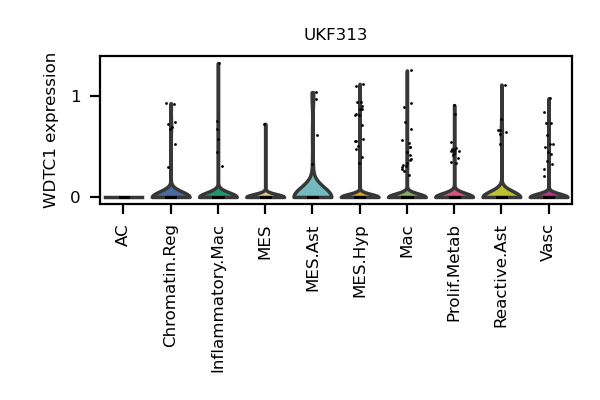 UKF313
WDTC1 expression
1
0
AC
Chromatin.Reg
Inflammatory.Mac
MES
MES.Ast
MES.Hyp
Mac
Prolif.Metab
Reactive.Ast
Vasc